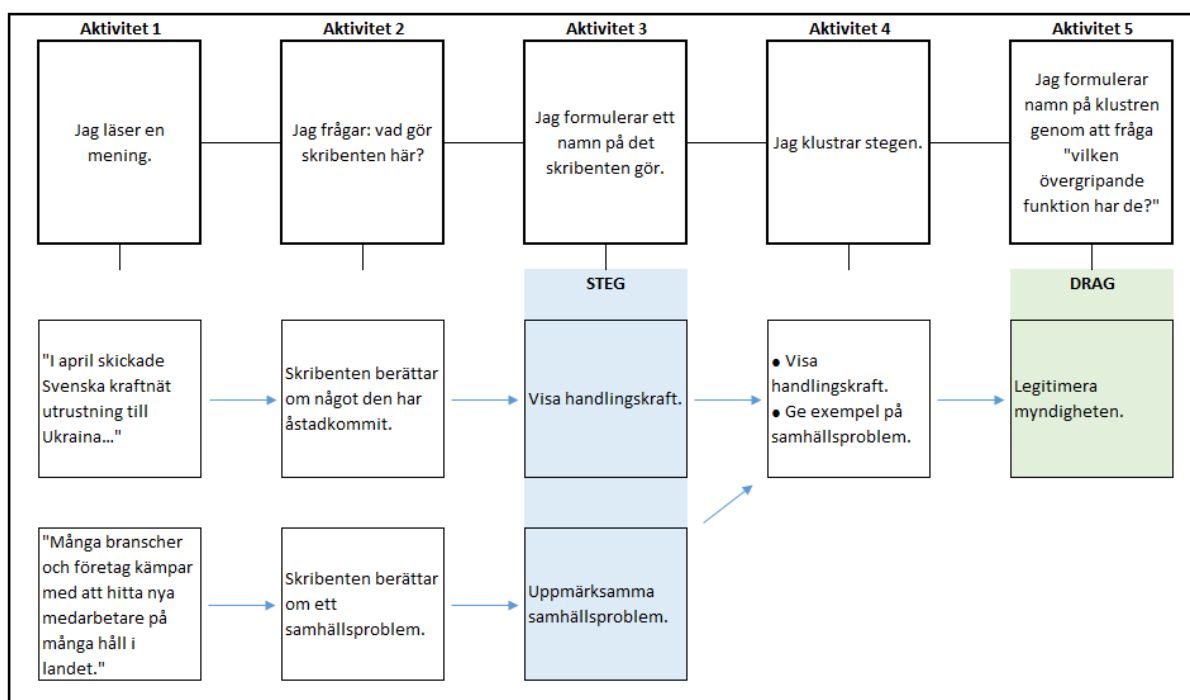 Aktivitet 1
Aktivitet 2
Aktivitet 3
Aktivitet 4
Aktivitet 5
Jag läser en
mening.
Jag frågar: vad gör
skribenten här?
Jag formulerar ett
namn på det
skribenten gör.
Jag klustrar stegen.
Jag formulerar
namn på klustren
genom att fråga
"vilken
övergripande
funktion har de?"
STEG
DRAG
"I april skickade
Svenska kraftnät
utrustning till
Ukraina…"
Skribenten berättar
om något den har
åstadkommit.
Visa handlingskraft.
● Visa
handlingskraft.
● Ge exempel på
samhällsproblem.
Legitimera
myndigheten.
"Många branscher
och företag kämpar
med att hitta nya
medarbetare på
många håll i
landet."
Skribenten berättar
om ett
samhällsproblem.
Uppmärksamma
samhällsproblem.